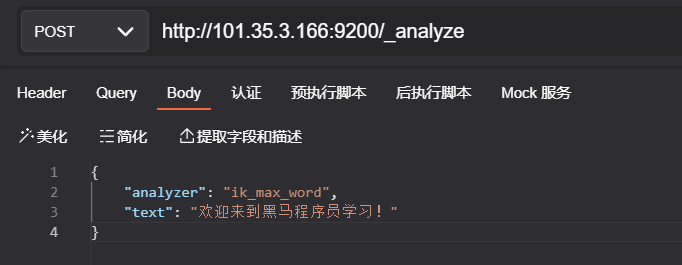 POST http://101.35.3.166:9200/_analyze
Header Query Body 认证 预执行脚本 后执行脚本 Mock 服务
美化 简化 提取字段和描述
1 {
2 "analyzer": "ik_max_word",
3 "text": "欢迎来到黑马程序员学习！"
4 }